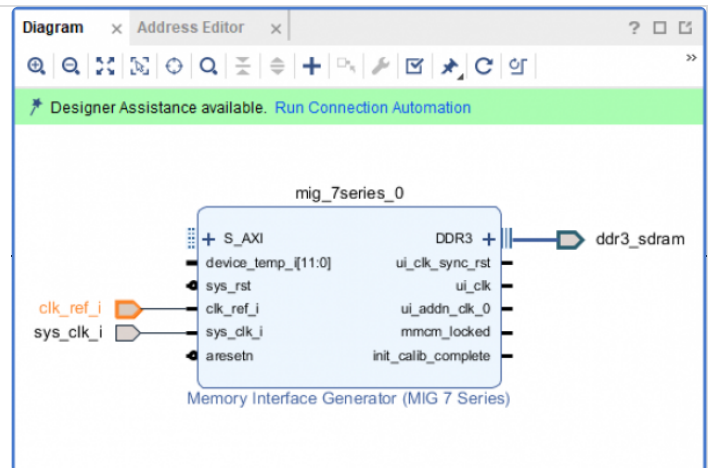 Diagram × Address Editor × ? 
»
Designer Assistance available. Run Connection Automation
mig_7series_0
+ S_AXI DDR3 +
ddr3_sdram
device_temp_i[11:0] ui_clk_sync_rst
sys_rst ui_clk
clk_ref_i clk_ref_i ui_addn_clk_0
sys_clk_i sys_clk_i mmcm_locked
aresetn init_calib_complete
Memory Interface Generator (MIG 7 Series)